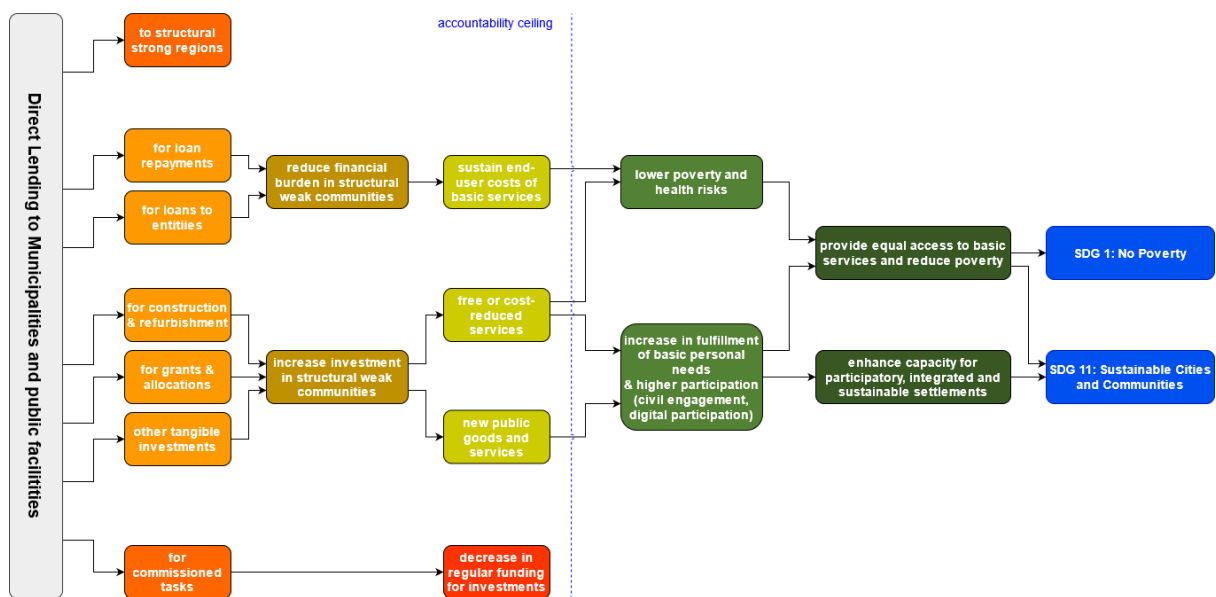 Direct Lending to Municipalities and public facilitities
accountability ceiling
to structural
strong regions
for loan
repayments
for loans to
entitiies
reduce financial
burden in structural
weak communities
sustain end-
user costs of
basic services
lower poverty and
health risks
provide equal access to basic
services and reduce poverty
SDG 1: No Poverty
for construction
& refurbishment
for grants &
allocations
other tangible
investments
increase investment
in structural weak
communities
free or cost-
reduced
services
new public
goods and
services
increase in fulfillment
of basic personal
needs
& higher participation
(civil engagement,
digital participation)
enhance capacity for
participatory, integrated and
sustainable settlements
SDG 11: Sustainable Cities
and Communities
for
commissioned
tasks
decrease in
regular funding
for investments